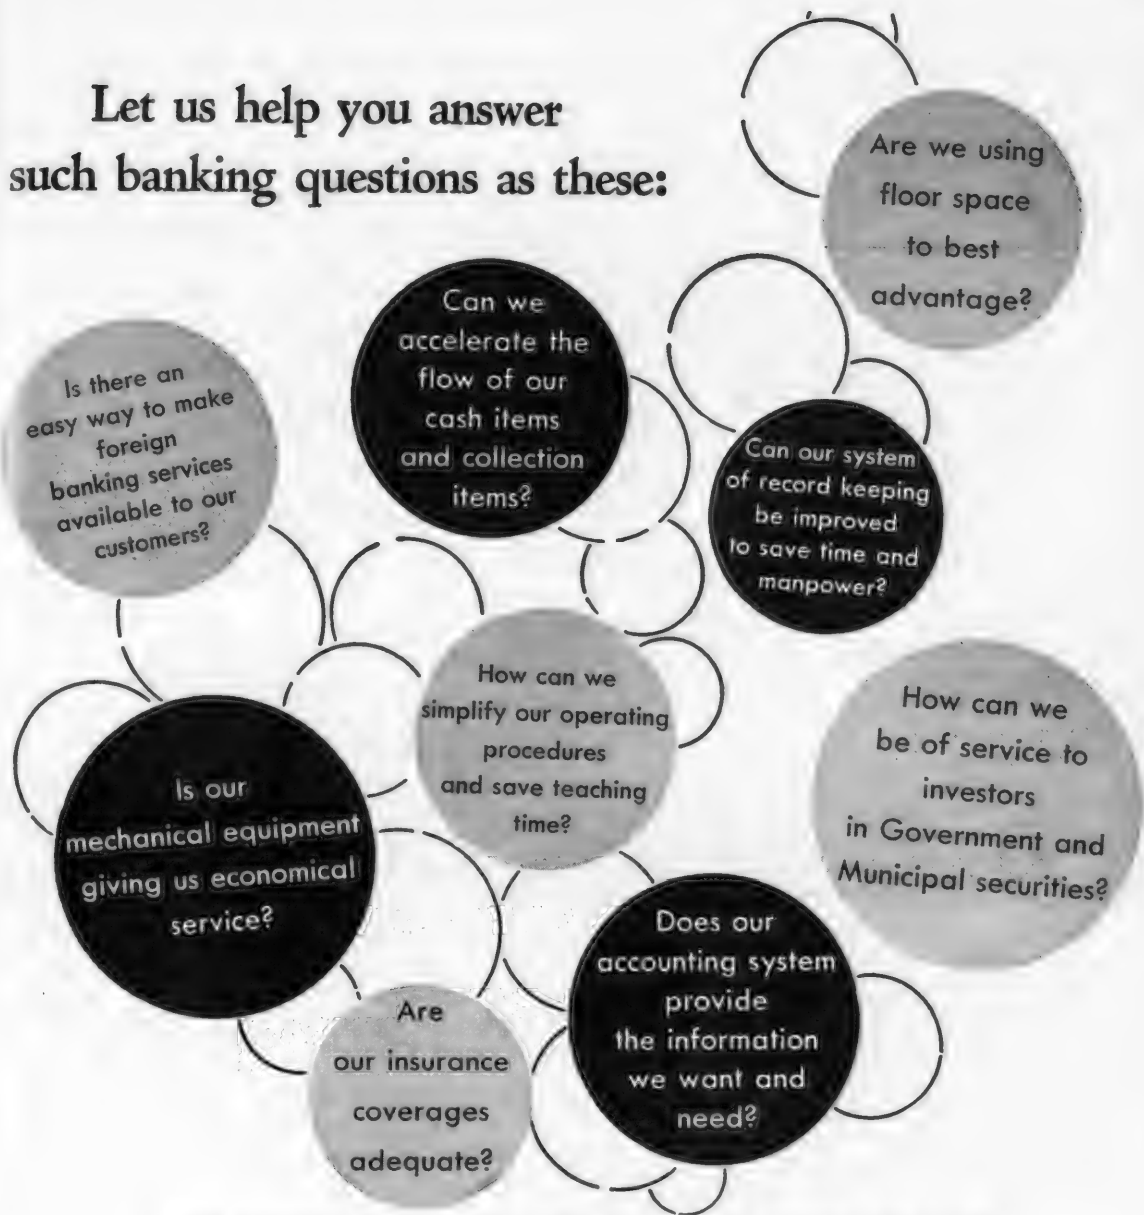 Let us help you answer
such banking questions as these:
Are we using
floor space
to best
advantage?
Can we
accelerate the
flow of our
cash items
and collection
items?
Is there an
easy way to make
foreign
banking services
available to our
customers?
Can our system
of record keeping
be improved
to save time and
manpower?
How can we
simplify our operating
procedures
and save teaching
time?
How can we
be of service to
investors
in Government and
Municipal securities?
Is our
mechanical equipment
giving us economical
service?
Does our
accounting system
provide
the information
we want and
need?
Are
our insurance
coverages
adequate?